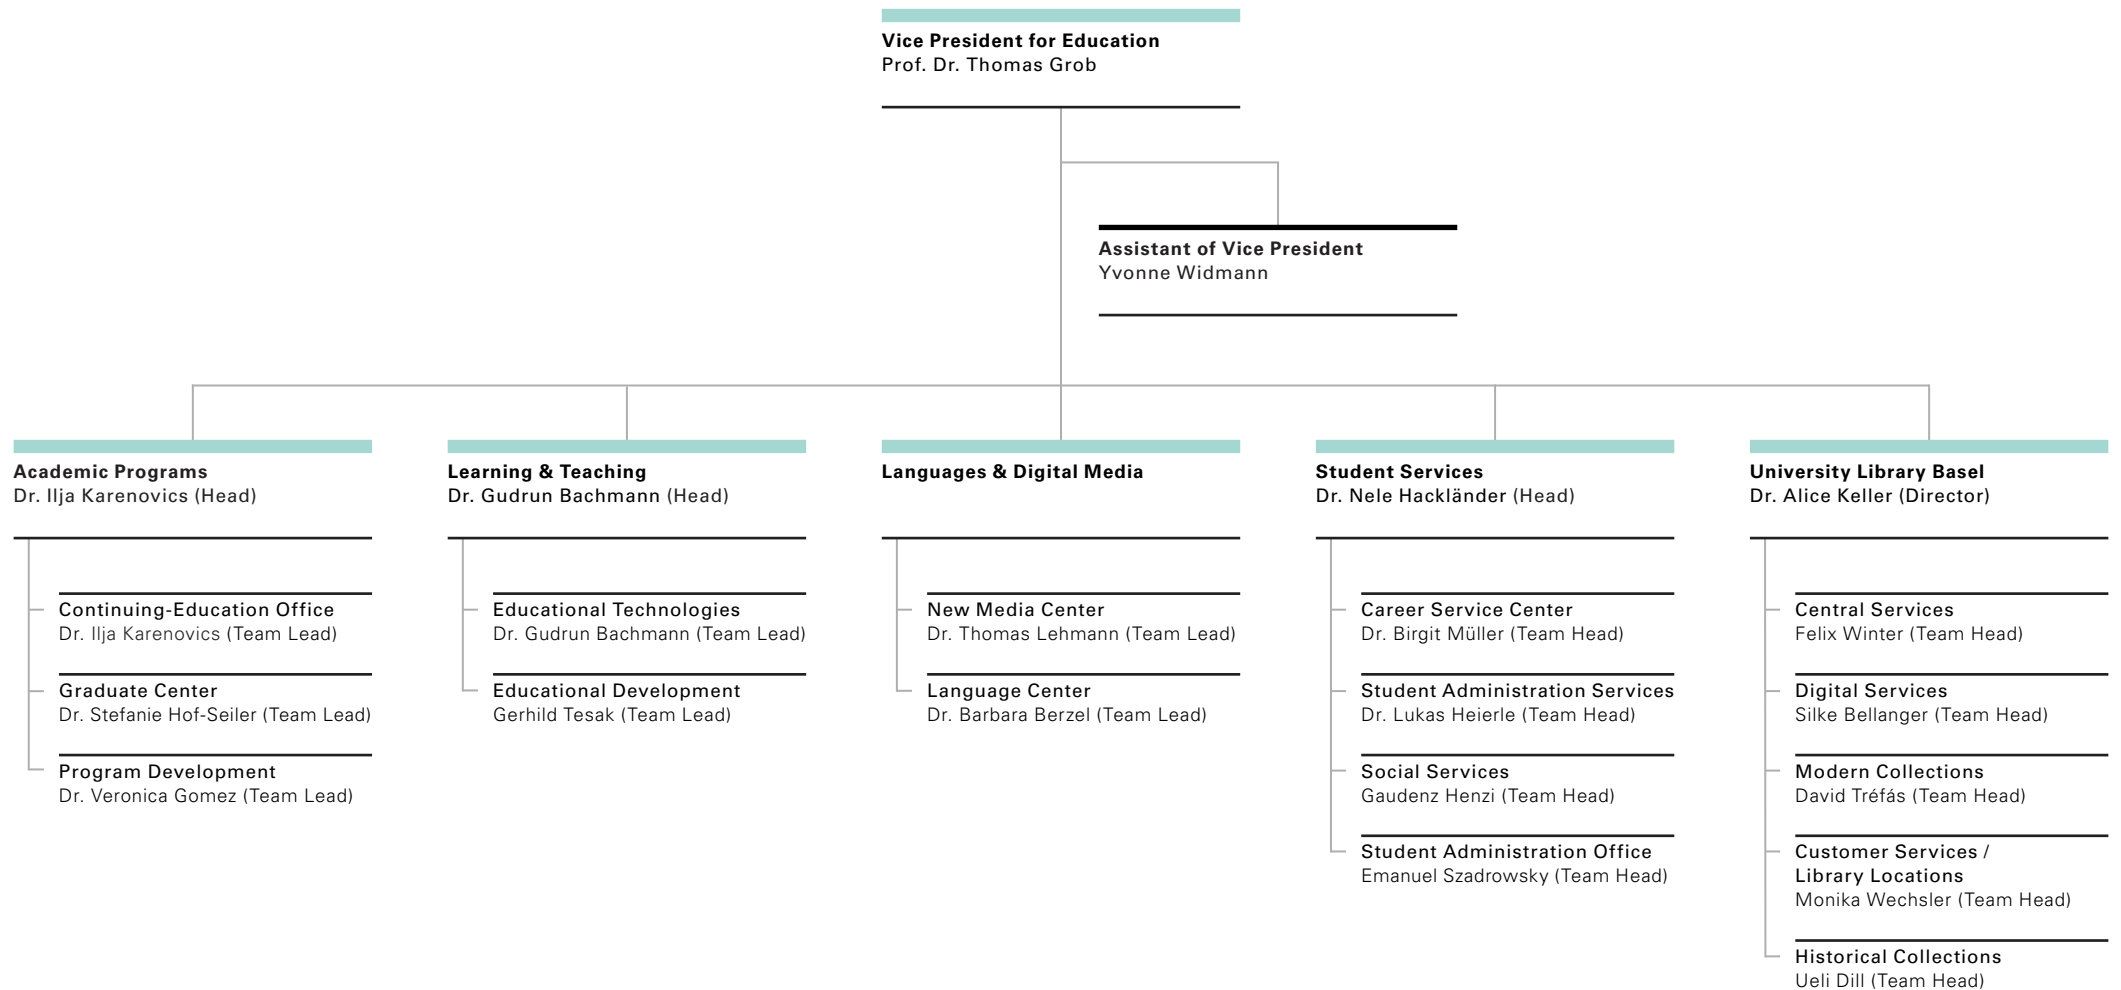 Vice President for Education
Prof. Dr. Thomas Grob
Assistant of Vice President
Yvonne Widmann
Academic Programs
Dr. Ilja Karenovics (Head)
Continuing-Education Office
Dr. Ilja Karenovics (Team Lead)
Graduate Center
Dr. Stefanie Hof-Seiler (Team Lead)
Program Development
Dr. Veronica Gomez (Team Lead)
Learning & Teaching
Dr. Gudrun Bachmann (Head)
Educational Technologies
Dr. Gudrun Bachmann (Team Lead)
Educational Development
Gerhild Tesak (Team Lead)
Languages & Digital Media
New Media Center
Dr. Thomas Lehmann (Team Lead)
Language Center
Dr. Barbara Berzel (Team Lead)
Student Services
Dr. Nele Hackländer (Head)
Career Service Center
Dr. Birgit Müller (Team Head)
Student Administration Services
Dr. Lukas Heierle (Team Head)
Social Services
Gaudenz Henzi (Team Head)
Student Administration Office
Emanuel Szadrowsky (Team Head)
University Library Basel
Dr. Alice Keller (Director)
Central Services
Felix Winter (Team Head)
Digital Services
Silke Bellanger (Team Head)
Modern Collections
David Tréfás (Team Head)
Customer Services /
Library Locations
Monika Wechsler (Team Head)
Historical Collections
Ueli Dill (Team Head)